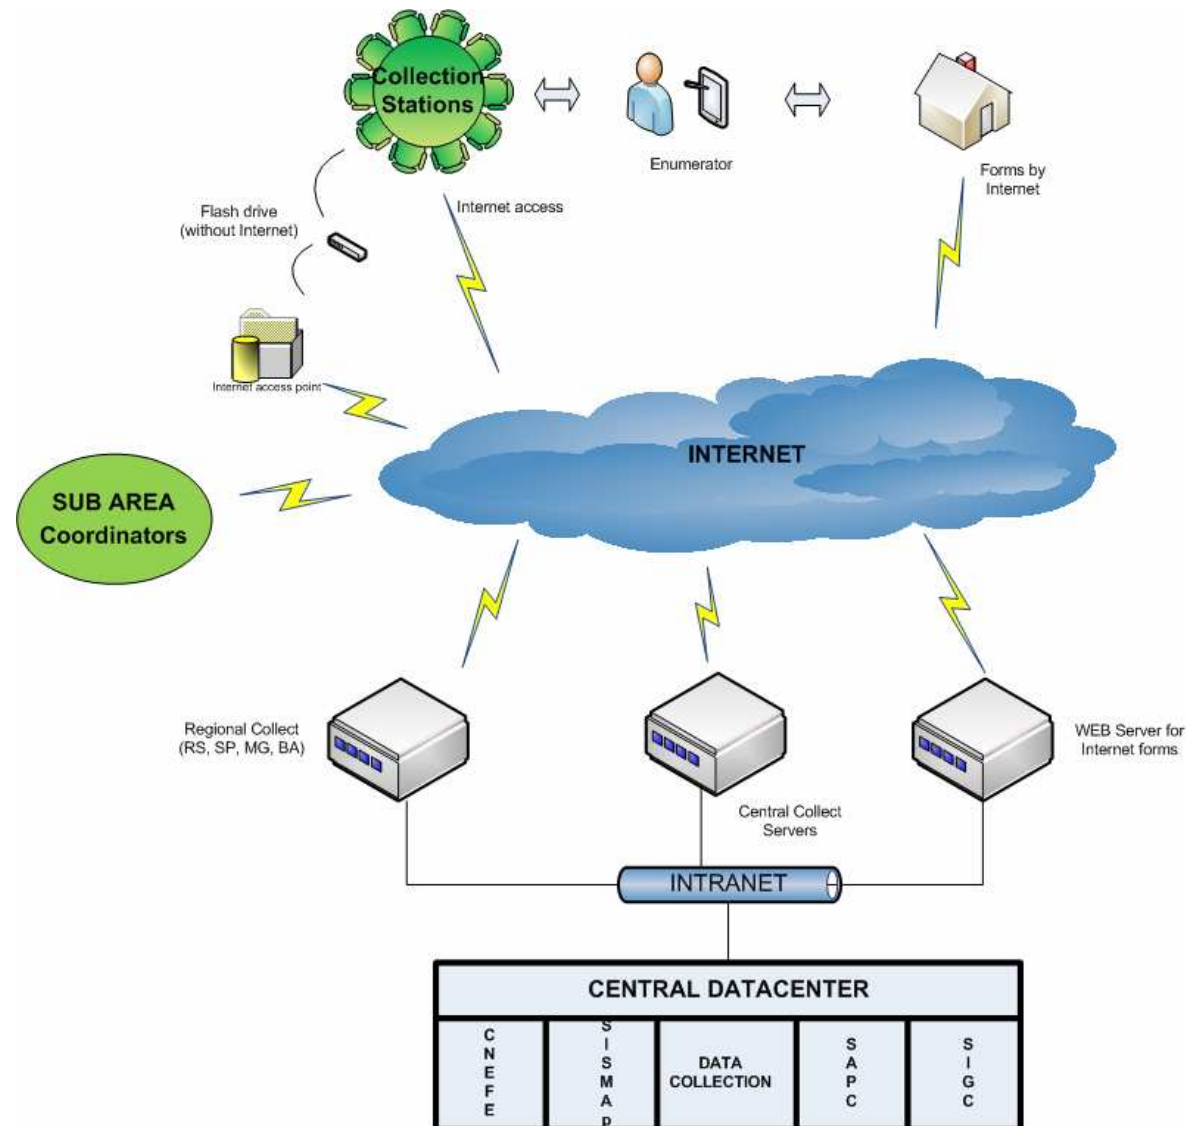 Collection
Stations
Enumerator
Forms by
Internet
Internet access
Flash drive
(without Internet)
Internet access point
INTERNET
SUB AREA
Coordinators
Regional Collect
(RS, SP, MG, BA)
WEB Server for
Internet forms
Central Collect
Servers
INTRANET
CENTRAL DATACENTER
CNEFE
SISMAP
DATA
COLLECTION
SAPC
SIGC